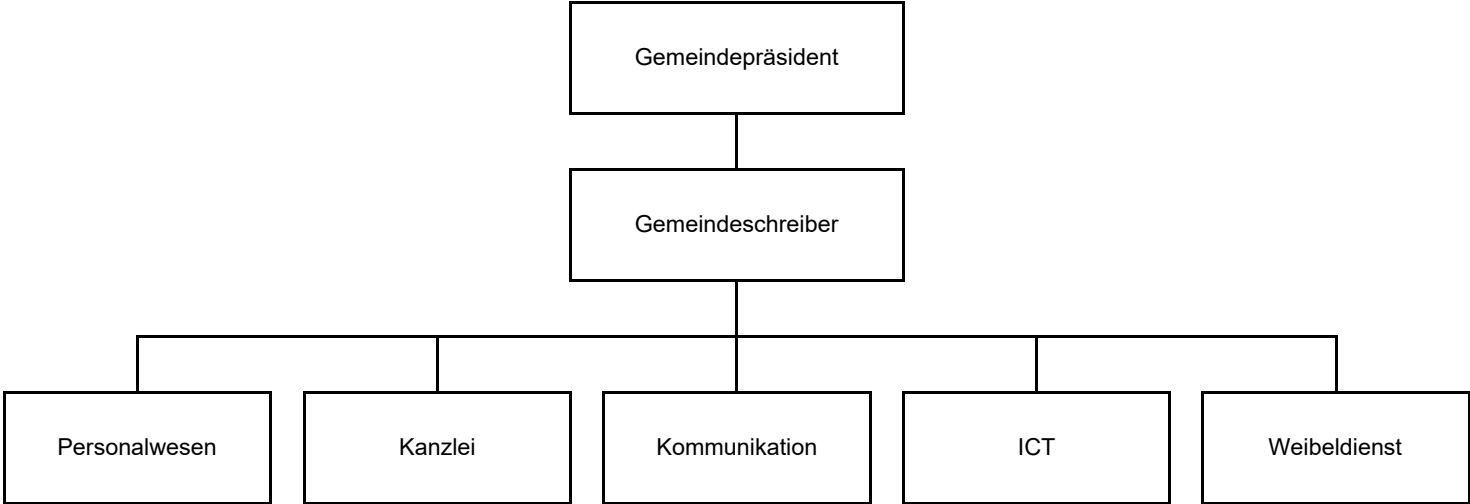 Gemeindepräsident
Gemeindeschreiber
Personalwesen
Kanzlei
Kommunikation
ICT
Weibeldienst